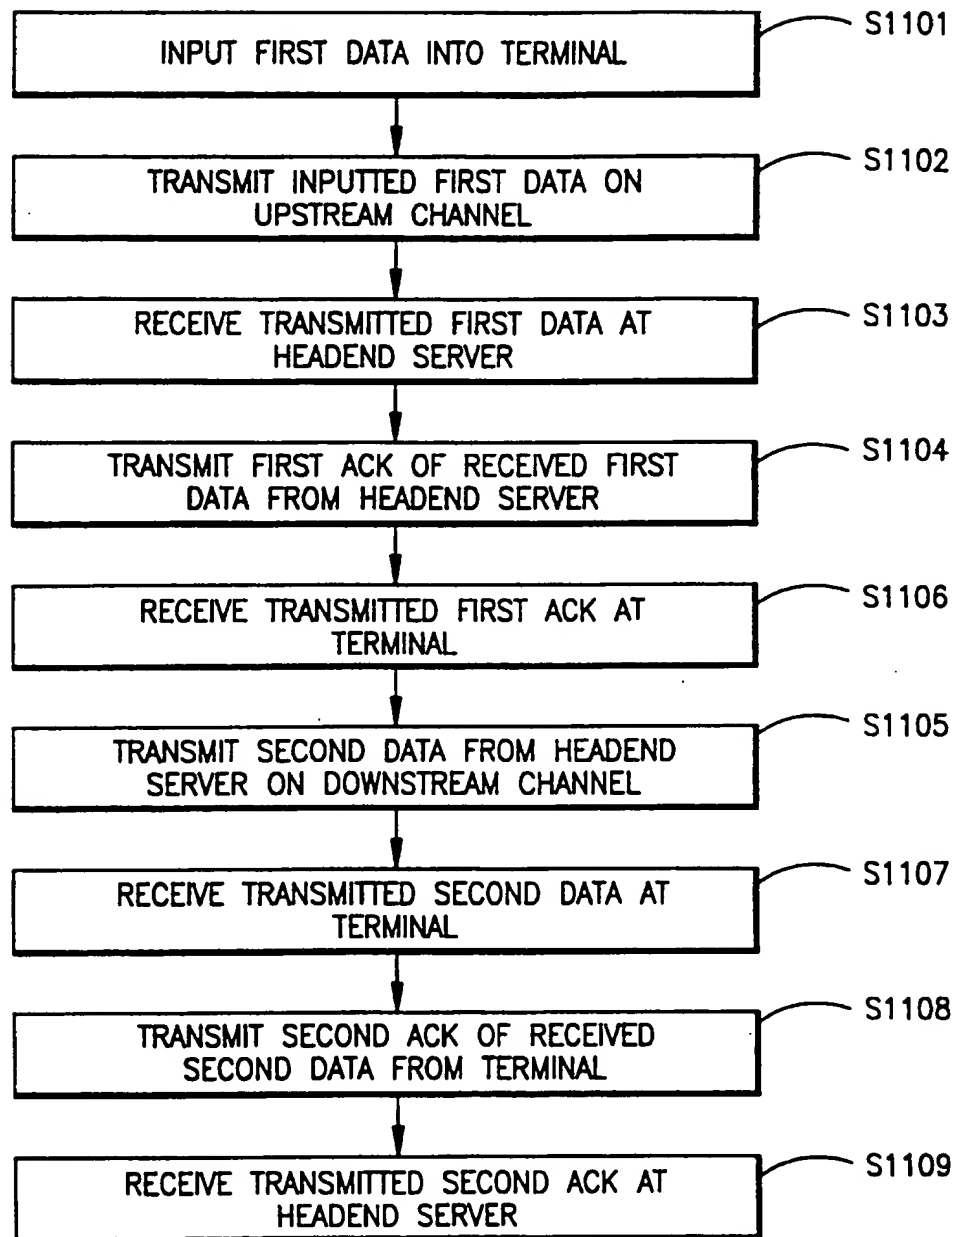 INPUT FIRST DATA INTO TERMINAL
S1101
TRANSMIT INPUTTED FIRST DATA ON
UPSTREAM CHANNEL
S1102
RECEIVE TRANSMITTED FIRST DATA AT
HEADEND SERVER
S1103
TRANSMIT FIRST ACK OF RECEIVED FIRST
DATA FROM HEADEND SERVER
S1104
RECEIVE TRANSMITTED FIRST ACK AT
TERMINAL
S1106
TRANSMIT SECOND DATA FROM HEADEND
SERVER ON DOWNSTREAM CHANNEL
S1105
RECEIVE TRANSMITTED SECOND DATA AT
TERMINAL
S1107
TRANSMIT SECOND ACK OF RECEIVED
SECOND DATA FROM TERMINAL
S1108
RECEIVE TRANSMITTED SECOND ACK AT
HEADEND SERVER
S1109